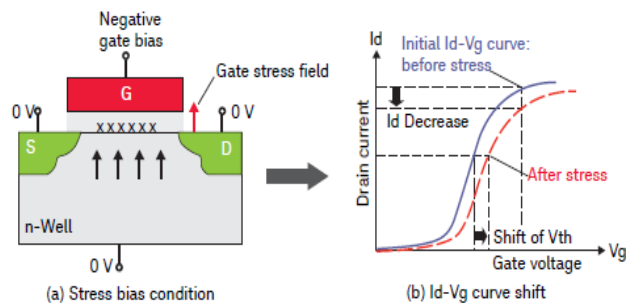 Negative
gate bias
G
Gate stress field
0 V
0 V
xxxxxx
S
D
n-Well
0 V
(a) Stress bias condition
Id
Initial Id-Vg curve:
before stress
Id Decrease
Drain current
After stress
Shift of Vth
Vg
Gate voltage
(b) Id-Vg curve shift